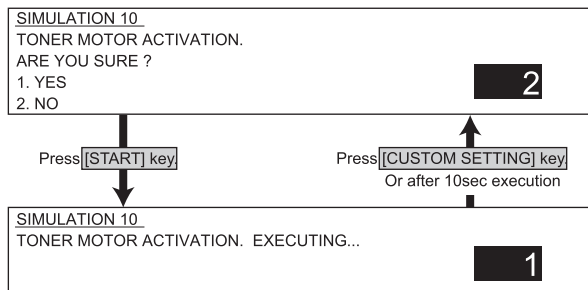 SIMULATION 10
TONER MOTOR ACTIVATION.
ARE YOU SURE ?
1. YES
2. NO
2
Press [START] key.
Press [CUSTOM SETTING] key.
Or after 10sec execution
SIMULATION 10
TONER MOTOR ACTIVATION.  EXECUTING...
1